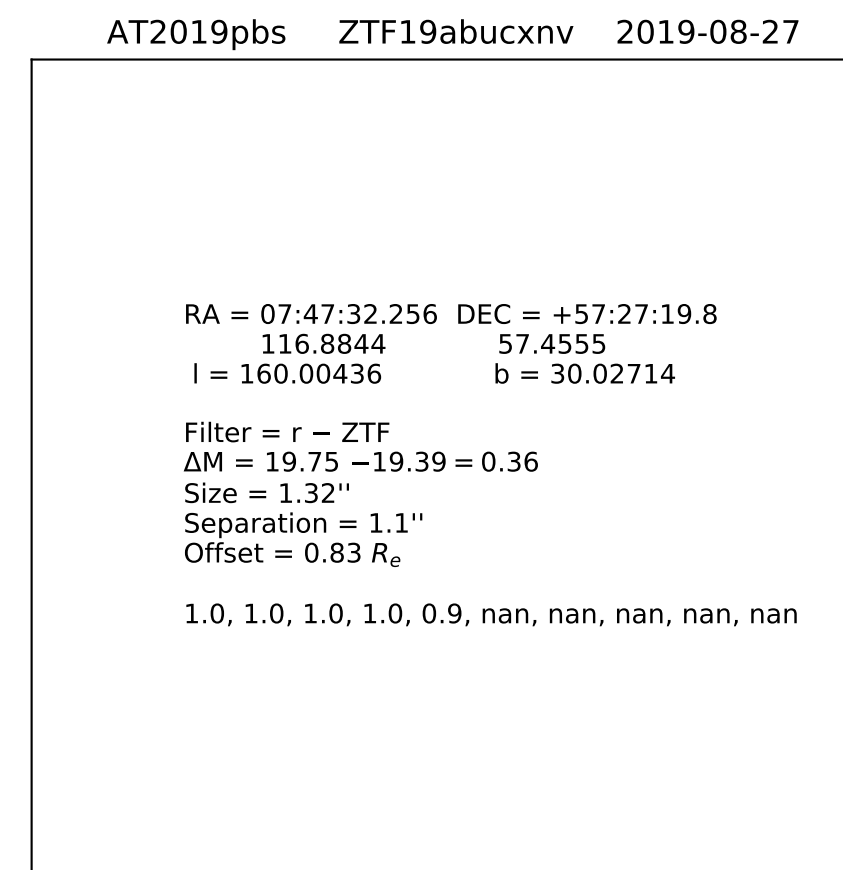 AT2019pbs ZTF19abucxnv 2019-08-27
RA = 07:47:32.256 DEC = +57:27:19.8
116.8844 57.4555
l = 160.00436 b = 30.02714
Filter = r − ZTF
ΔM = 19.75 −19.39 = 0.36
Size = 1.32''
Separation = 1.1''
Offset = 0.83 Rₑ
1.0, 1.0, 1.0, 1.0, 0.9, nan, nan, nan, nan, nan